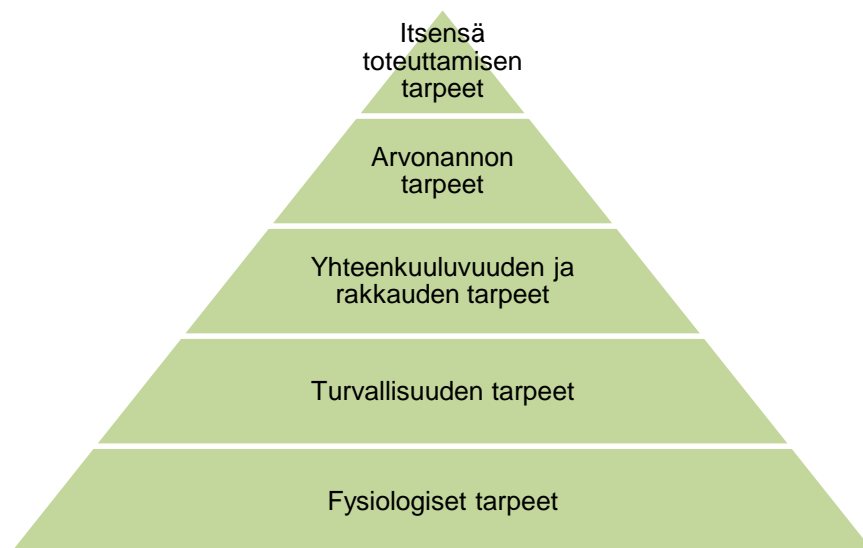 Itsensä
toteuttamisen
tarpeet
Arvonannon
tarpeet
Yhteenkuuluvuuden ja
rakkauden tarpeet
Turvallisuuden tarpeet
Fysiologiset tarpeet